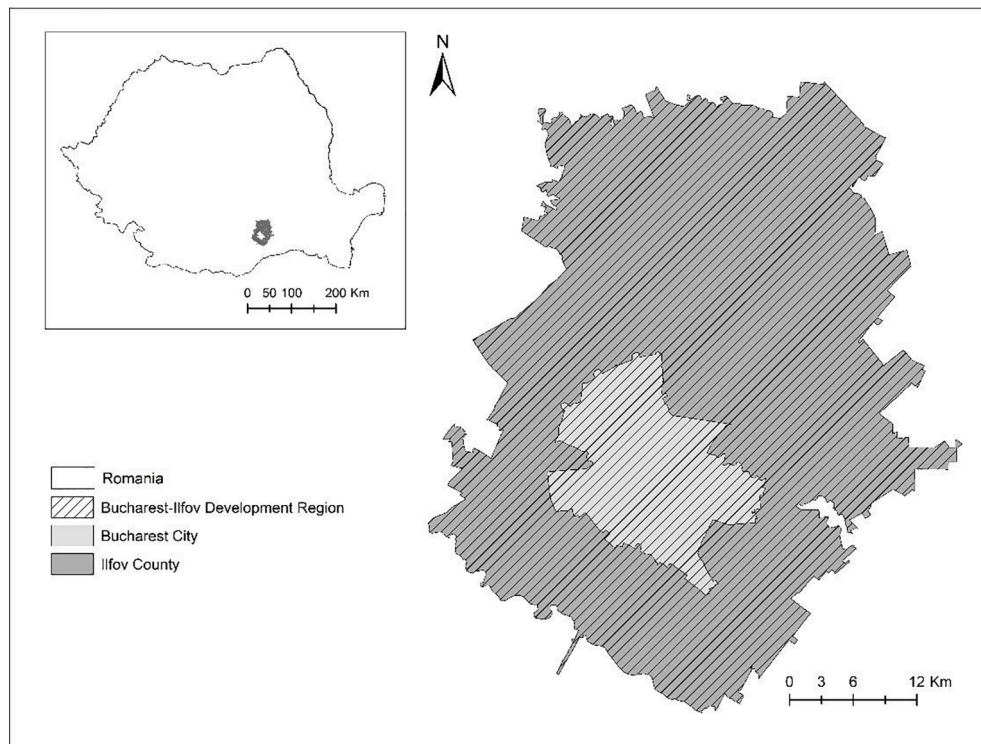 N
0 50 100 200 Km
Romania
Bucharest-Ilfov Development Region
Bucharest City
Ilfov County
0 3 6 12 Km